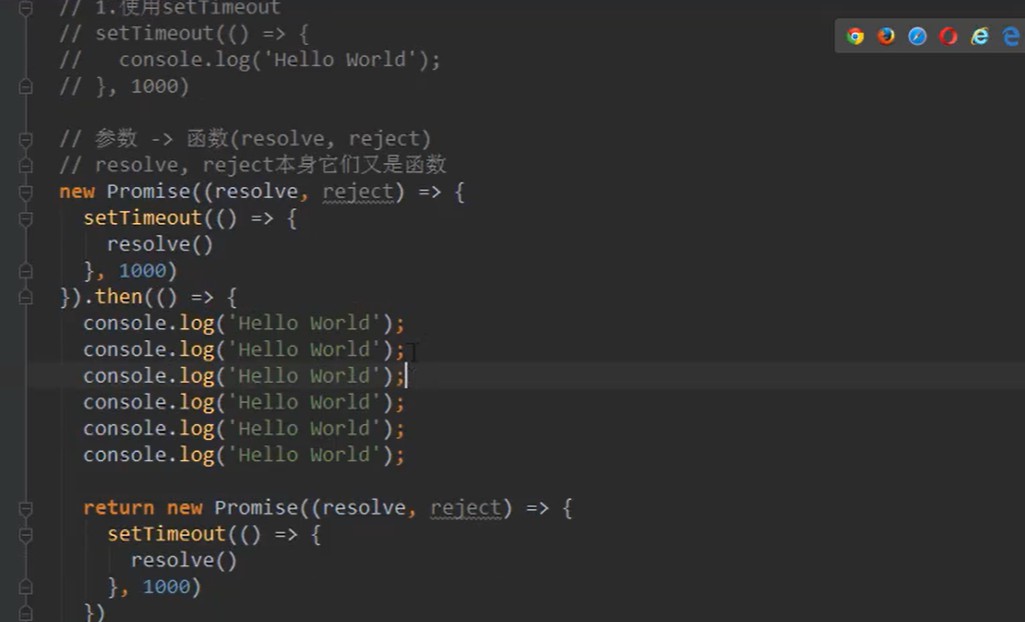 // 1.使用setTimeout
// setTimeout(() => {
//   console.log('Hello World');
// }, 1000)

// 参数 -> 函数(resolve, reject)
// resolve, reject本身它们又是函数
new Promise((resolve, reject) => {
  setTimeout(() => {
    resolve()
  }, 1000)
}).then(() => {
  console.log('Hello World');
  console.log('Hello World');
  console.log('Hello World');
  console.log('Hello World');
  console.log('Hello World');
  console.log('Hello World');

  return new Promise((resolve, reject) => {
    setTimeout(() => {
      resolve()
    }, 1000)
  })